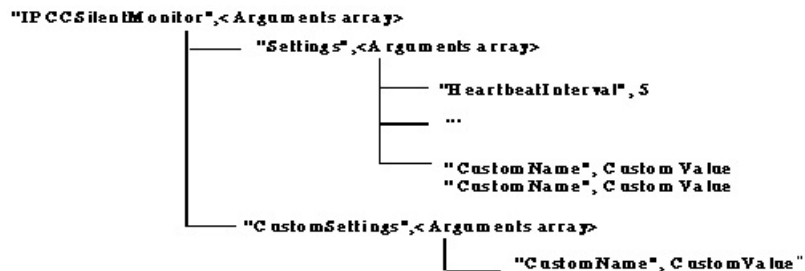 "IPCCSilentMonitor",<Arguments array>
"Settings",<Arguments array>
"HeartbeatInterval", 5
...
"CustomName", Custom Value
"CustomName", Custom Value
"CustomSettings",<Arguments array>
"CustomName", CustomValue"